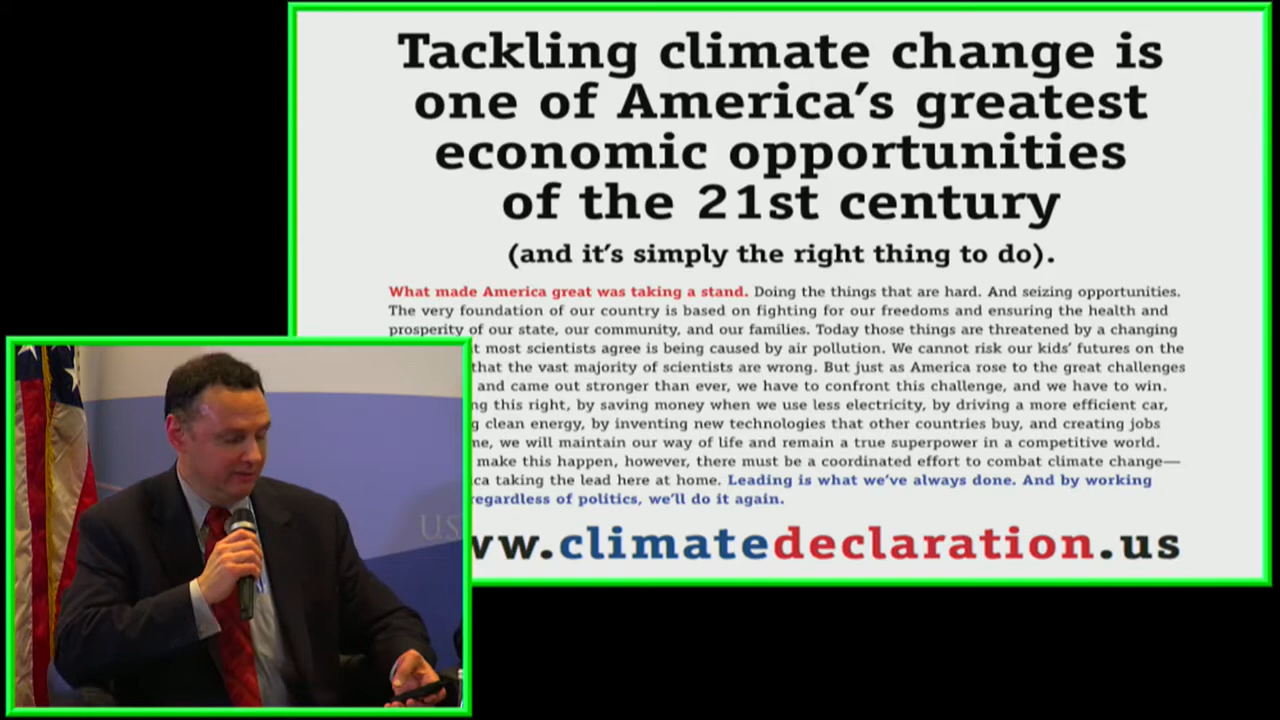 Tackling climate change is
one of America's greatest
economic opportunities
of the 21st century
(and it's simply the right thing to do).
What made America great was taking a stand. Doing the things that are hard. And seizing opportunities.
The very foundation of our country is based on fighting for our freedoms and ensuring the health and
prosperity of our state, our community, and our families. Today those things are threatened by a changing
most scientists agree is being caused by air pollution. We cannot risk our kids' futures on the
that the vast majority of scientists are wrong. But just as America rose to the great challenges
and came out stronger than ever, we have to confront this challenge, and we have to win.
this right, by saving money when we use less electricity, by driving a more efficient car,
clean energy, by inventing new technologies that other countries buy, and creating jobs
we will maintain our way of life and remain a true superpower in a competitive world.
make this happen, however, there must be a coordinated effort to combat climate change—
taking the lead here at home. Leading is what we've always done. And by working
regardless of politics, we'll do it again.
.climatedeclaration.us
US